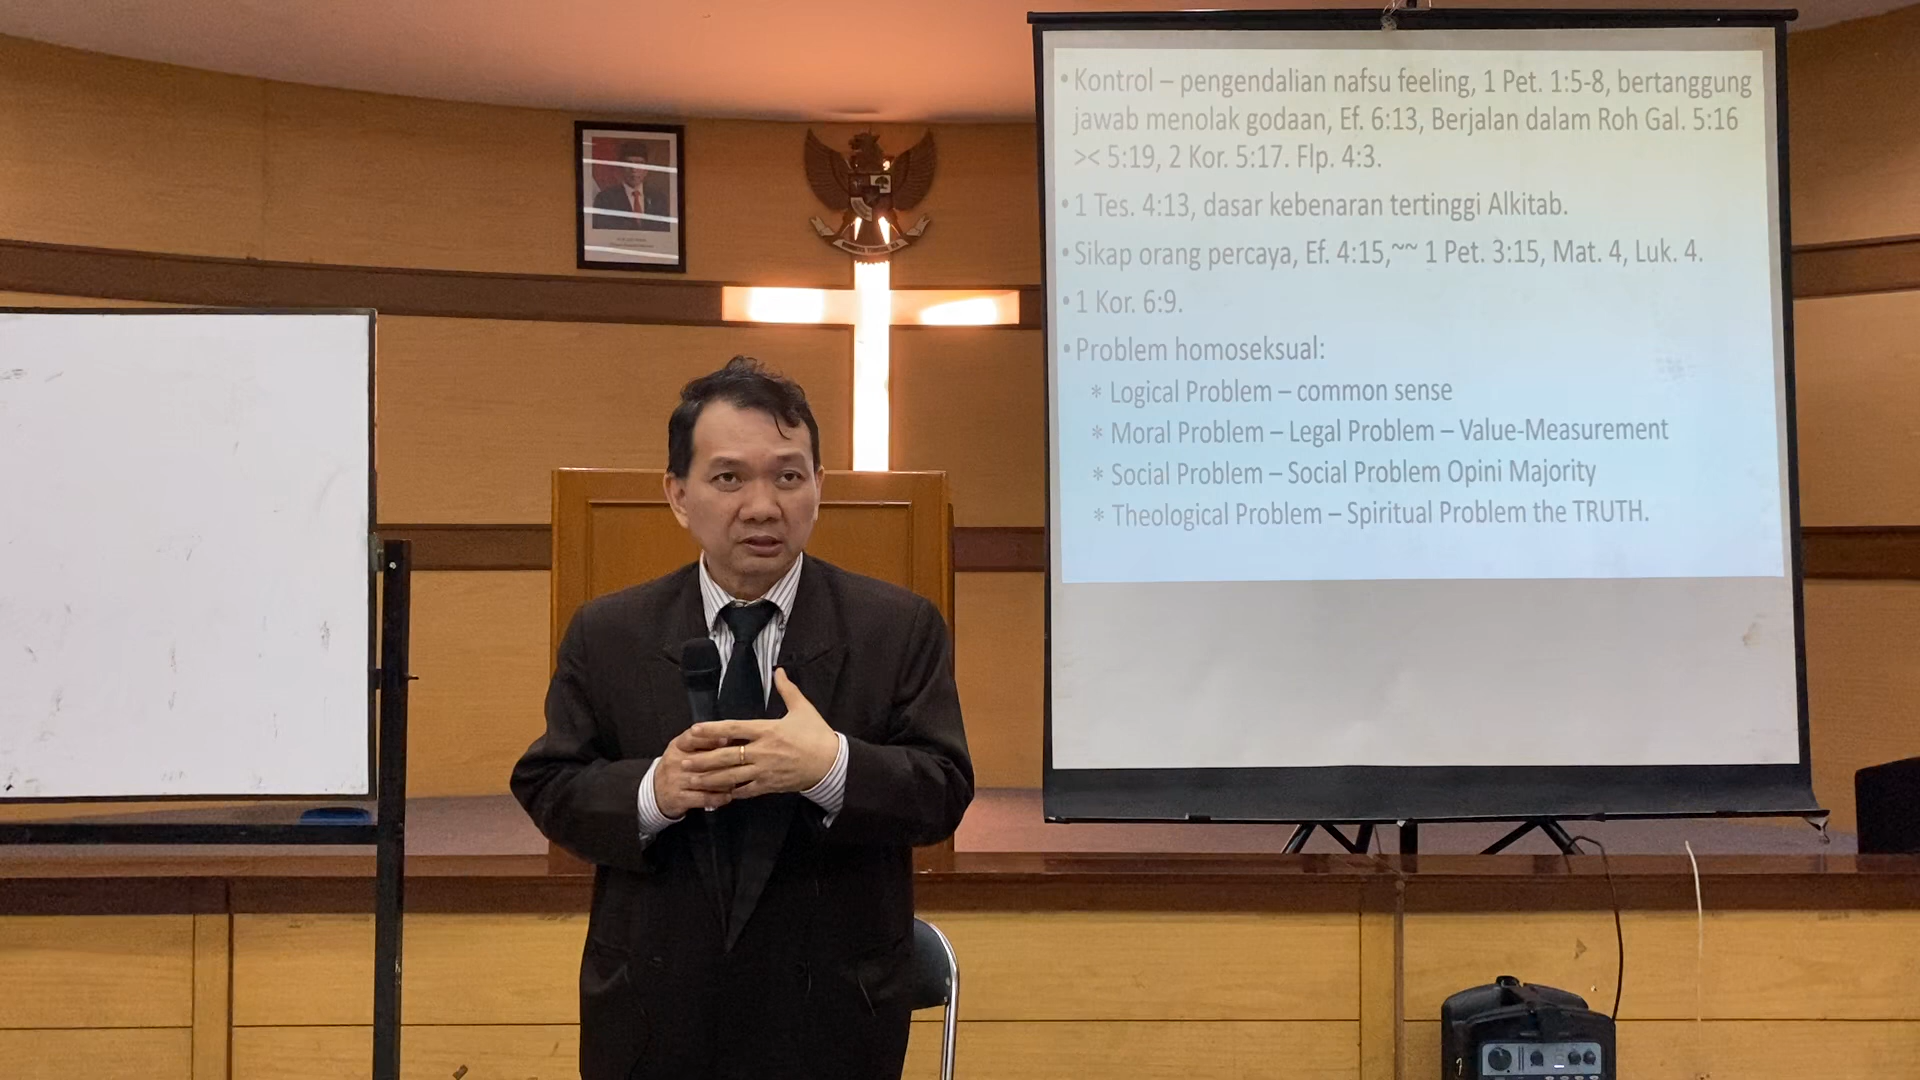 • Kontrol – pengendalian nafsu feeling, 1 Pet. 1:5-8, bertanggung
jawab menolak godaan, Ef. 6:13, Berjalan dalam Roh Gal. 5:16
>< 5:19, 2 Kor. 5:17. Flp. 4:3.
• 1 Tes. 4:13, dasar kebenaran tertinggi Alkitab.
• Sikap orang percaya, Ef. 4:15,~~ 1 Pet. 3:15, Mat. 4, Luk. 4.
• 1 Kor. 6:9.
• Problem homoseksual:
* Logical Problem – common sense
* Moral Problem – Legal Problem – Value-Measurement
* Social Problem – Social Problem Opini Majority
* Theological Problem – Spiritual Problem the TRUTH.